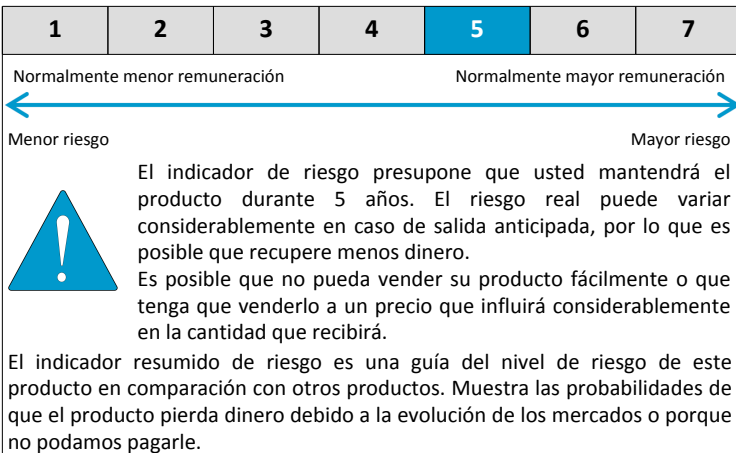 1 2 3 4 5 6 7
Normalmente menor remuneración Normalmente mayor remuneración
Menor riesgo Mayor riesgo
El indicador de riesgo presupone que usted mantendrá el
producto durante 5 años. El riesgo real puede variar
considerablemente en caso de salida anticipada, por lo que es
posible que recupere menos dinero.
Es posible que no pueda vender su producto fácilmente o que
tenga que venderlo a un precio que influirá considerablemente
en la cantidad que recibirá.
El indicador resumido de riesgo es una guía del nivel de riesgo de este
producto en comparación con otros productos. Muestra las probabilidades de
que el producto pierda dinero debido a la evolución de los mercados o porque
no podamos pagarle.